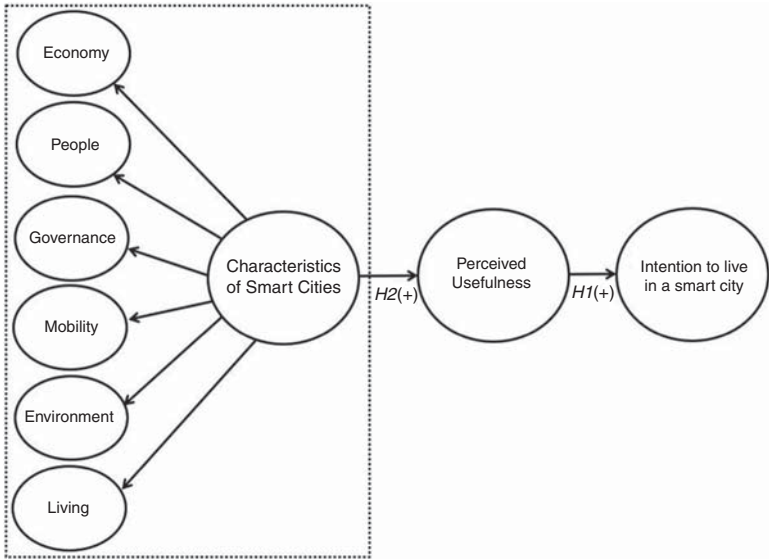 Economy
People
Governance
Mobility
Environment
Living
Characteristics
of Smart Cities
H2(+)
Perceived
Usefulness
H1(+)
Intention to live
in a smart city